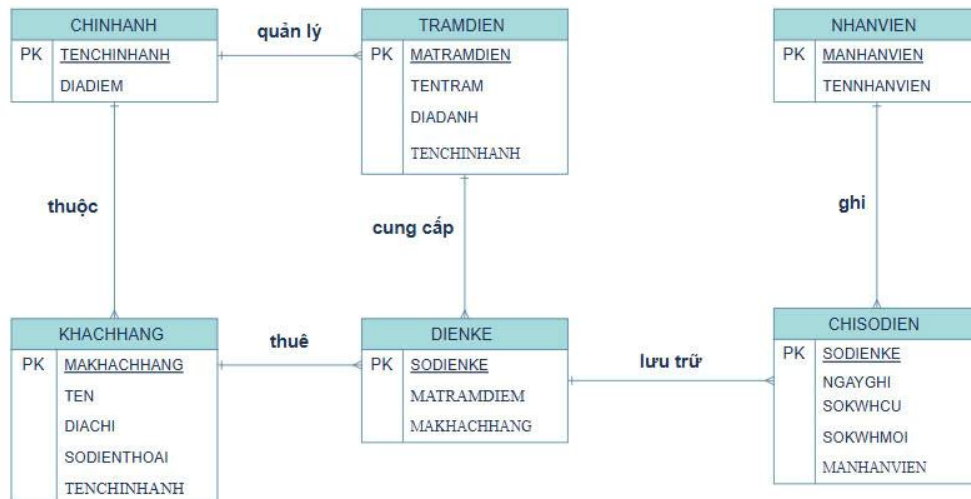 CHINHANH
PK TENCHINHANH
DIADIEM
quản lý
TRAMDIEN
PK MATRAMDIEN
TENTRAM
DIADANH
TENCHINHANH
NHANVIEN
PK MANHANVIEN
TENNHANVIEN
thuộc
cung cấp
ghi
KHACHHANG
PK MAKHACHHANG
TEN
DIACHI
SODIENTHOAI
TENCHINHANH
thuê
DIENKE
PK SODIENKE
MATRAMDIEM
MAKHACHHANG
lưu trữ
CHISODIEN
PK SODIENKE
NGAYGHI
SOKWHCU
SOKWHMOI
MANHANVIEN